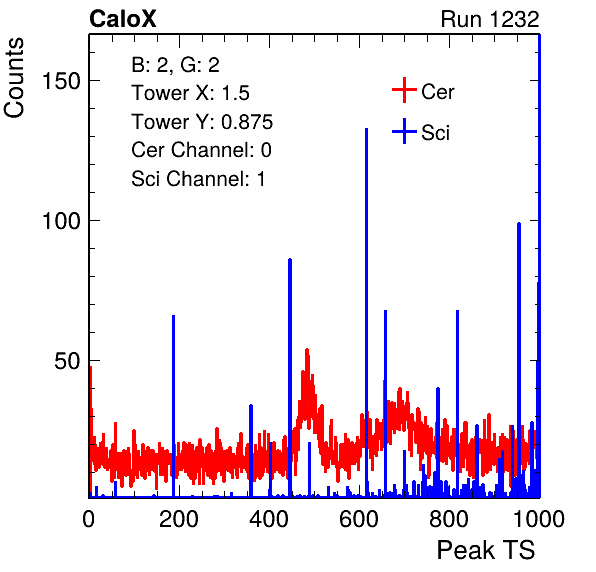 CaloX Run 1232
Counts
B: 2, G: 2
Tower X: 1.5
Tower Y: 0.875
Cer Channel: 0
Sci Channel: 1
Cer
Sci
150
100
50
0 200 400 600 800 1000
Peak TS